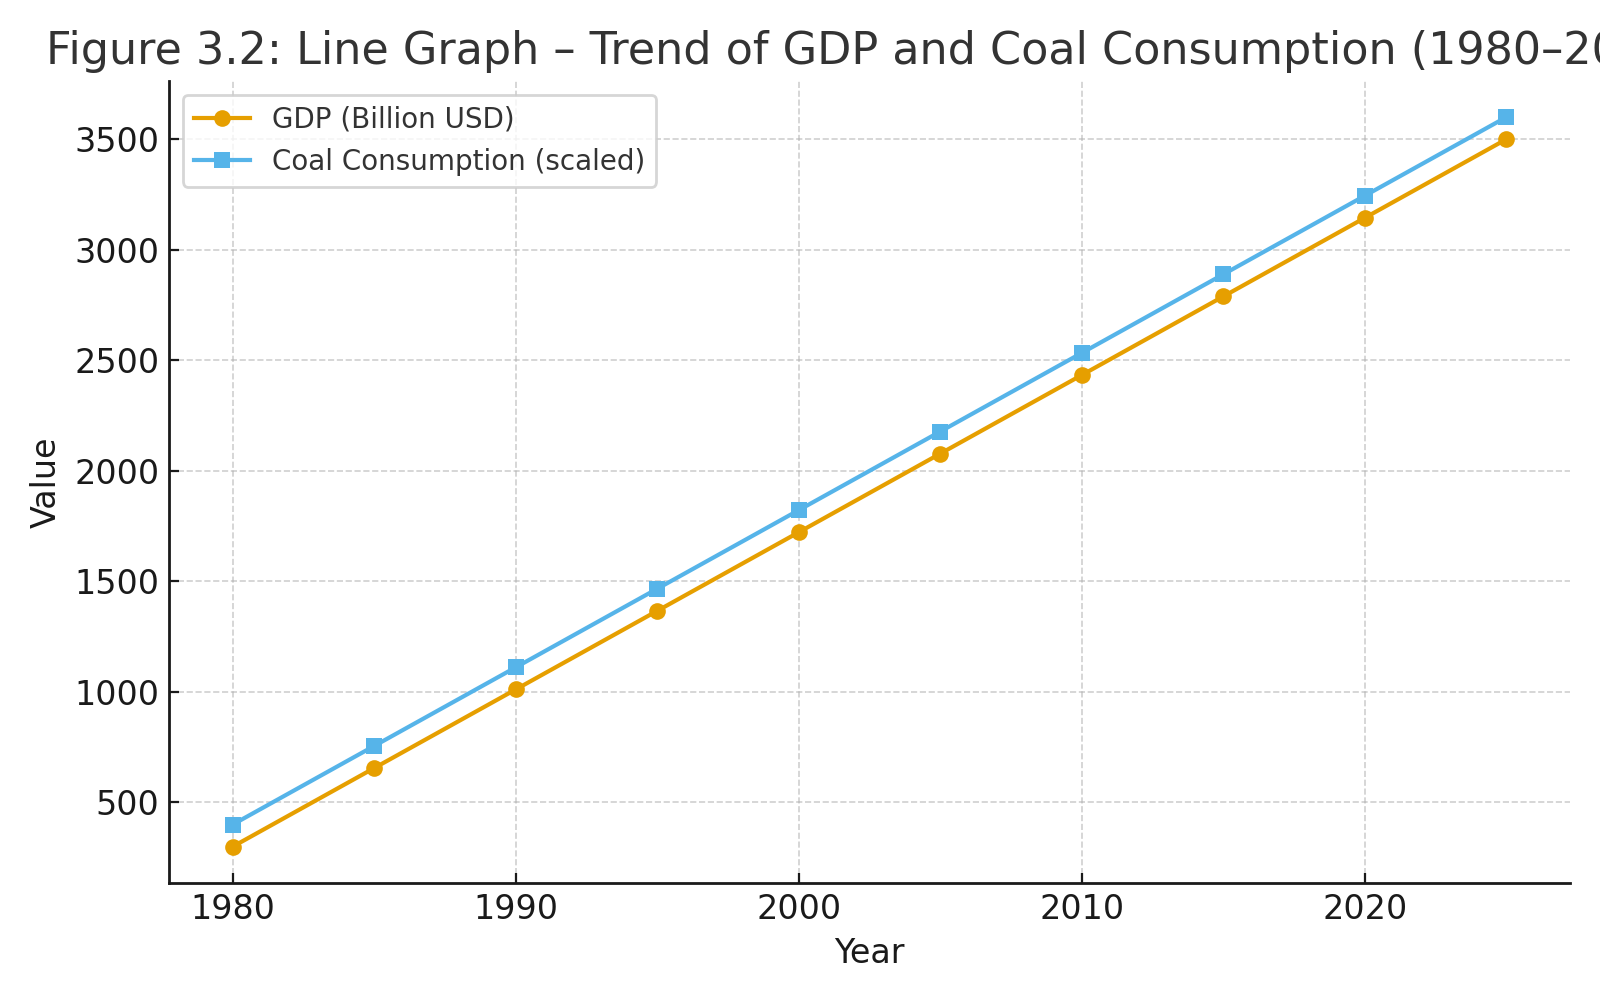 Figure 3.2: Line Graph – Trend of GDP and Coal Consumption (1980–20
GDP (Billion USD)
Coal Consumption (scaled)
3500
3000
2500
2000
1500
1000
500
Value
1980 1990 2000 2010 2020
Year